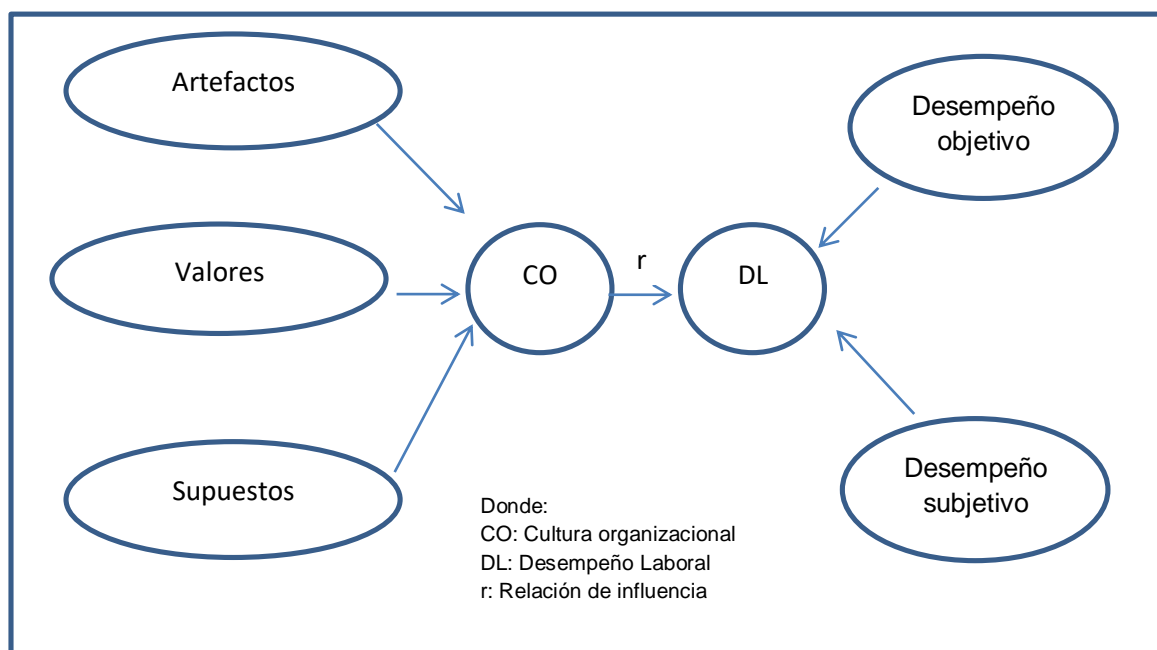 Artefactos
Desempeño
objetivo
Valores
CO
r
DL
Supuestos
Desempeño
subjetivo
Donde:
CO: Cultura organizacional
DL: Desempeño Laboral
r: Relación de influencia